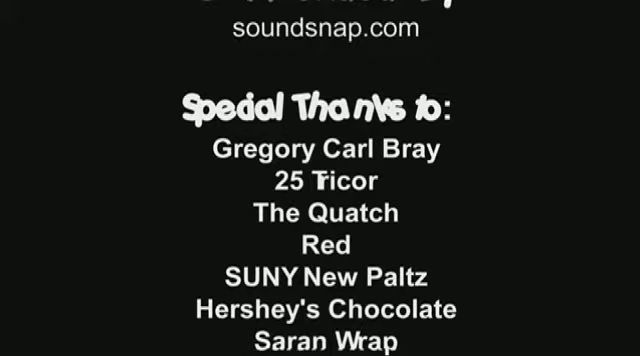 soundsnap.com
Special Thanks to:
Gregory Carl Bray
25 Tricor
The Quatch
Red
SUNY New Paltz
Hershey's Chocolate
Saran Wrap